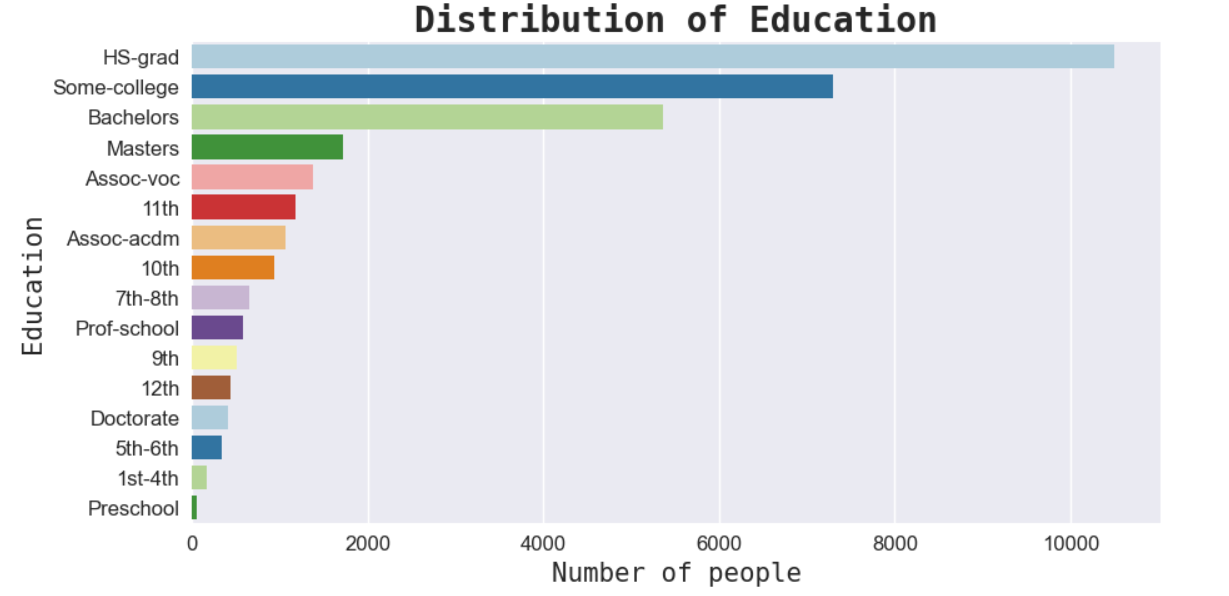 Distribution of Education
HS-grad
Some-college
Bachelors
Masters
Assoc-voc
11th
Assoc-acdm
10th
7th-8th
Prof-school
9th
12th
Doctorate
5th-6th
1st-4th
Preschool
Education
0 2000 4000 6000 8000 10000
Number of people